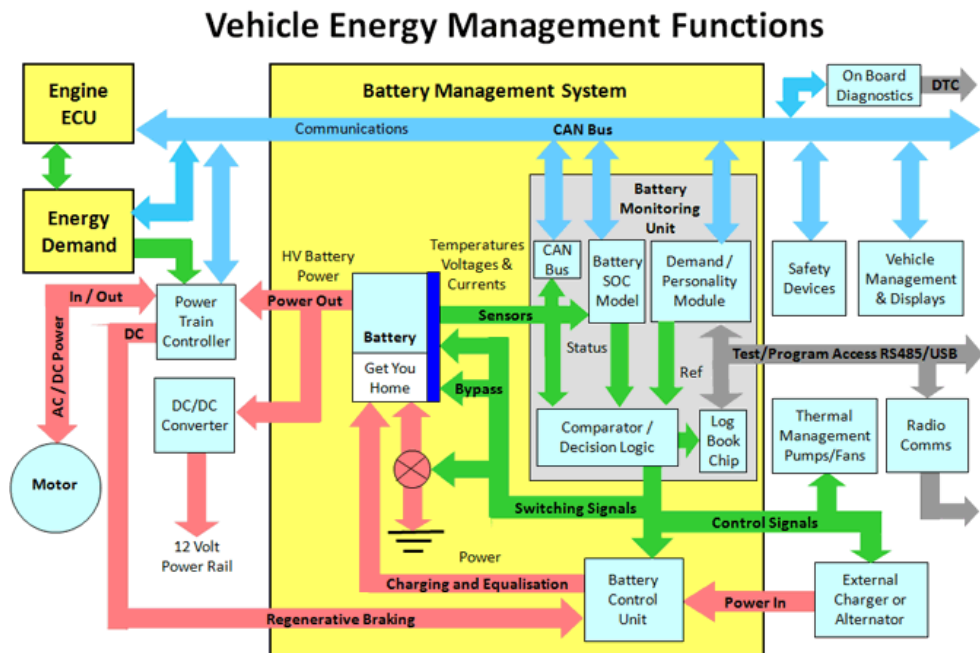 Vehicle Energy Management Functions
Engine
ECU
Battery Management System
On Board
Diagnostics
DTC
Communications
CAN Bus
Energy
Demand
Battery
Monitoring
Unit
HV Battery
Power
Temperatures
Voltages &
Currents
CAN
Bus
Battery
SOC
Model
Demand /
Personality
Module
Safety
Devices
Vehicle
Management
& Displays
In / Out
Power
Train
Controller
Power Out
Battery
Sensors
DC
Status
Ref
Test/Program Access RS485/USB
AC / DC Power
Get You
Home
Bypass
DC/DC
Converter
Comparator /
Decision Logic
Log
Book
Chip
Thermal
Management
Pumps/Fans
Radio
Comms
Motor
Switching Signals
Control Signals
12 Volt
Power Rail
Power
Charging and Equalisation
Battery
Control
Unit
Power In
External
Charger or
Alternator
Regenerative Braking